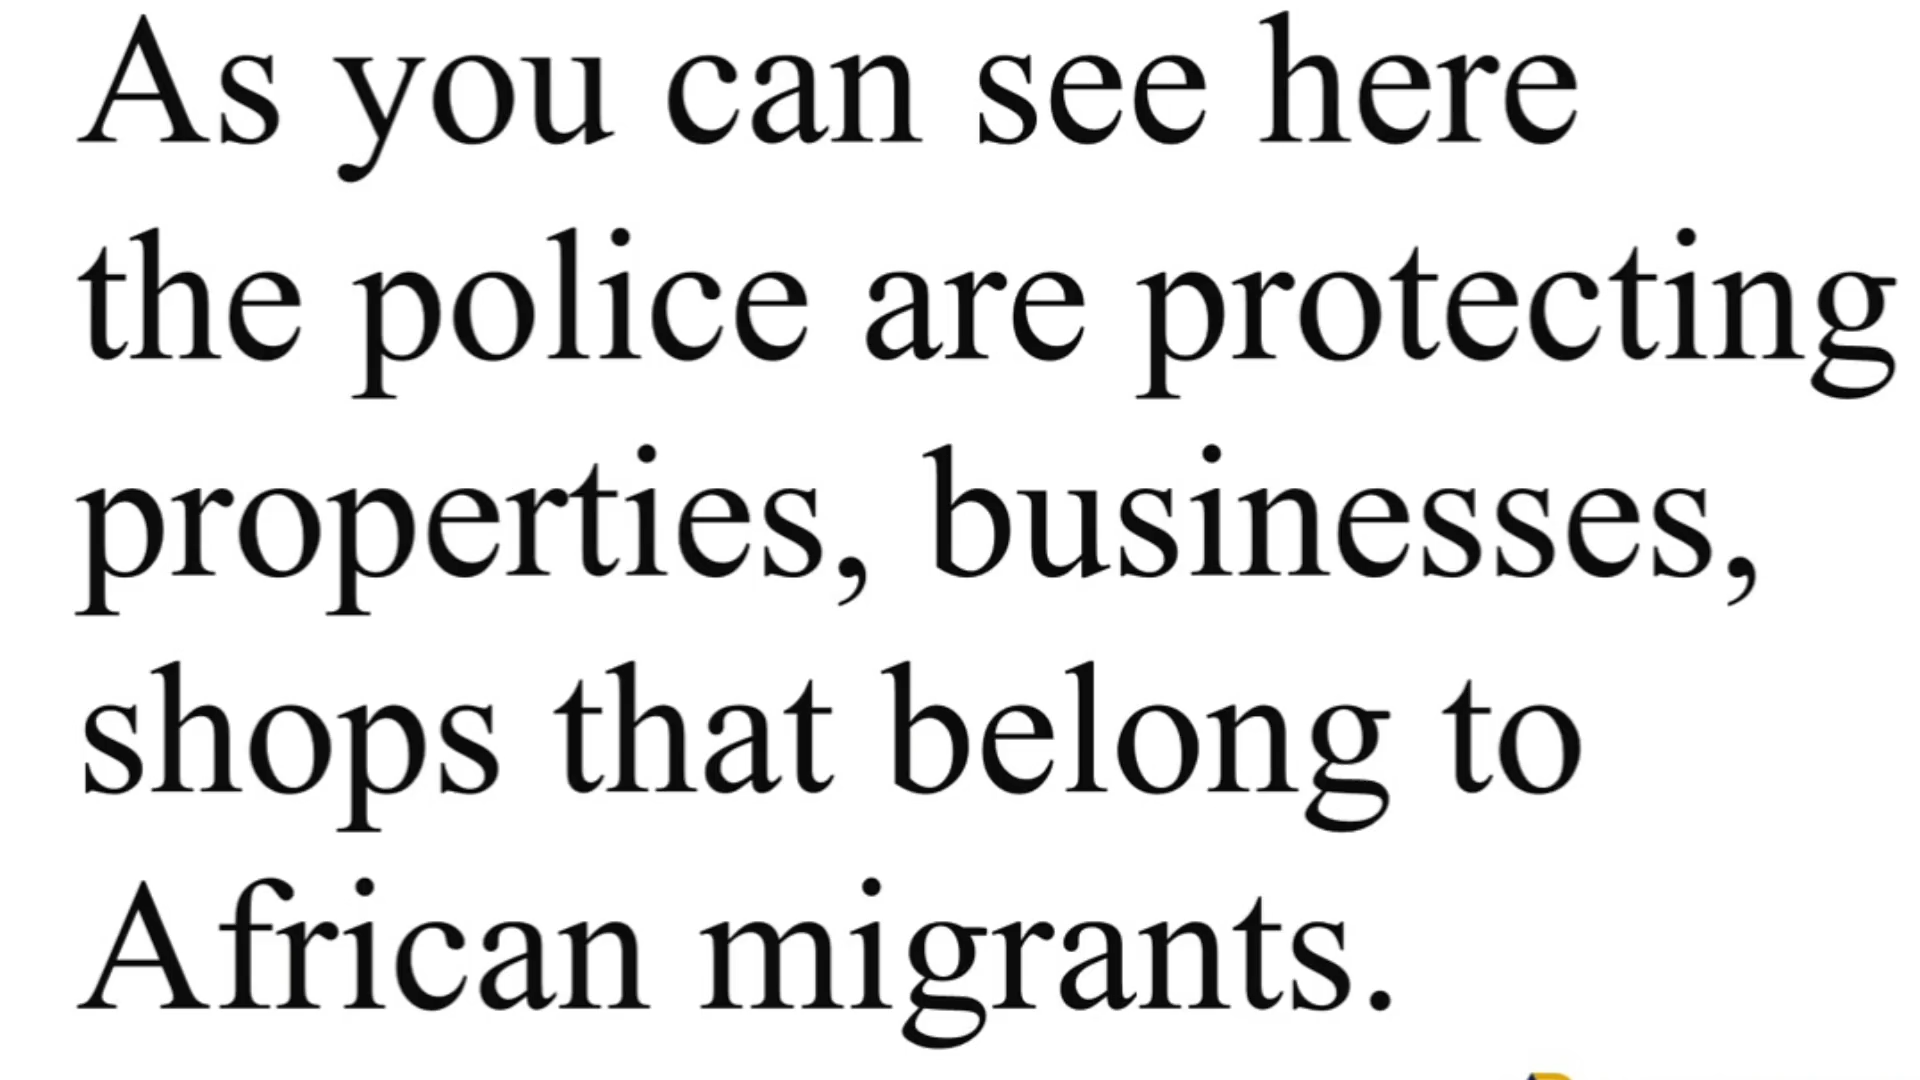 As you can see here
the police are protecting
properties, businesses,
shops that belong to
African migrants.